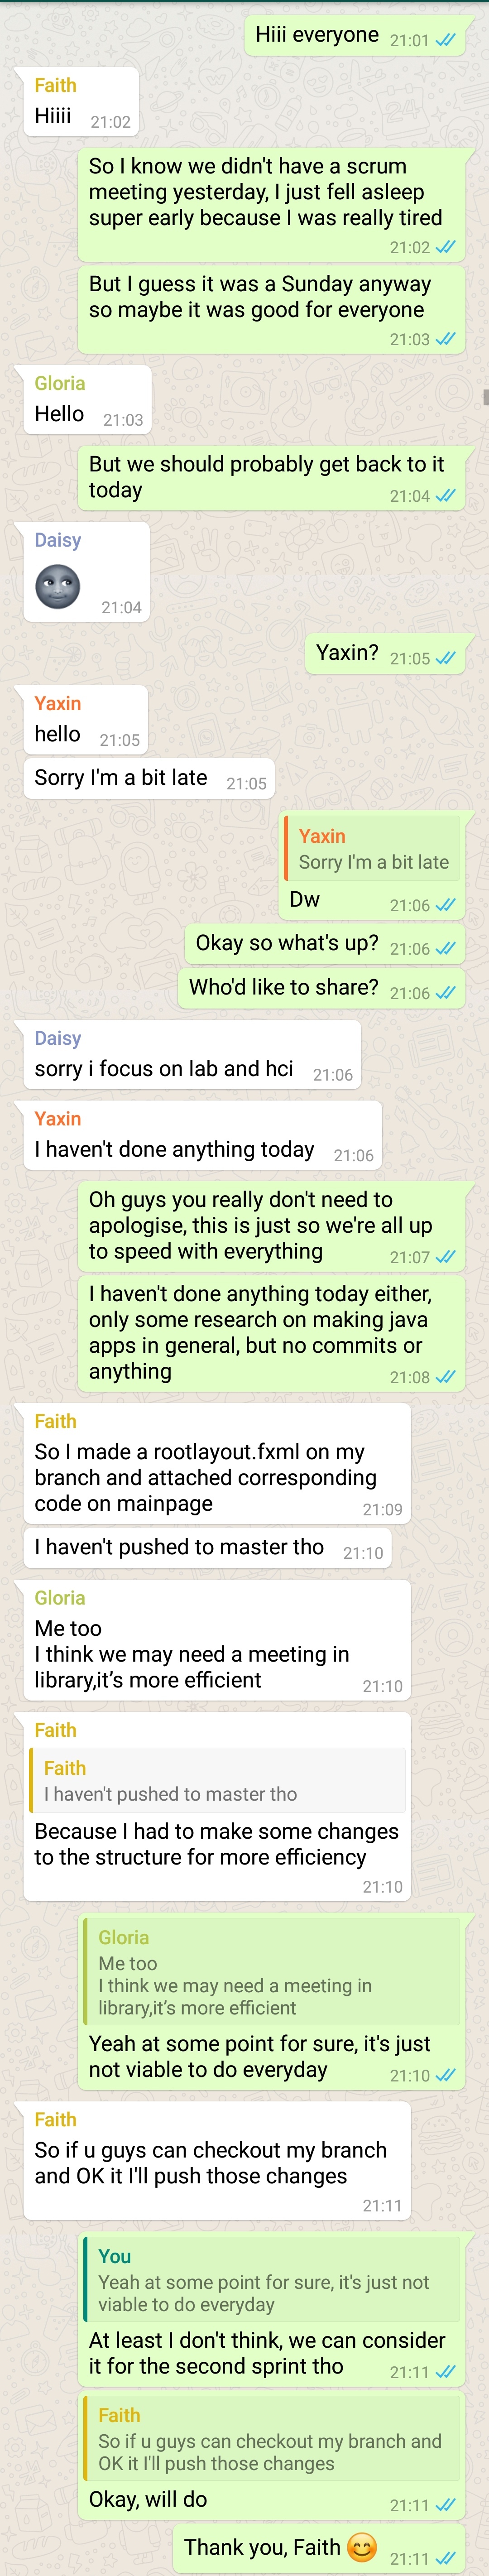 Hiii everyone 21:01
Faith
Hiiii 21:02
So I know we didn't have a scrum
meeting yesterday, I just fell asleep
super early because I was really tired
21:02
But I guess it was a Sunday anyway
so maybe it was good for everyone
21:03
Gloria
Hello 21:03
But we should probably get back to it
today 21:04
Daisy
🌚 21:04
Yaxin? 21:05
Yaxin
hello 21:05
Sorry I'm a bit late 21:05
Yaxin
Sorry I'm a bit late
Dw 21:06
Okay so what's up? 21:06
Who'd like to share? 21:06
Daisy
sorry i focus on lab and hci 21:06
Yaxin
I haven't done anything today 21:06
Oh guys you really don't need to
apologise, this is just so we're all up
to speed with everything 21:07
I haven't done anything today either,
only some research on making java
apps in general, but no commits or
anything 21:08
Faith
So I made a rootlayout.fxml on my
branch and attached corresponding
code on mainpage 21:09
I haven't pushed to master tho 21:10
Gloria
Me too
I think we may need a meeting in
library,it’s more efficient 21:10
Faith
Faith
I haven't pushed to master tho
Because I had to make some changes
to the structure for more efficiency
21:10
Gloria
Me too
I think we may need a meeting in
library,it’s more efficient
Yeah at some point for sure, it's just
not viable to do everyday 21:10
Faith
So if u guys can checkout my branch
and OK it I'll push those changes
21:11
You
Yeah at some point for sure, it's just not
viable to do everyday
At least I don't think, we can consider
it for the second sprint tho 21:11
Faith
So if u guys can checkout my branch and
OK it I'll push those changes
Okay, will do 21:11
Thank you, Faith 😊 21:11